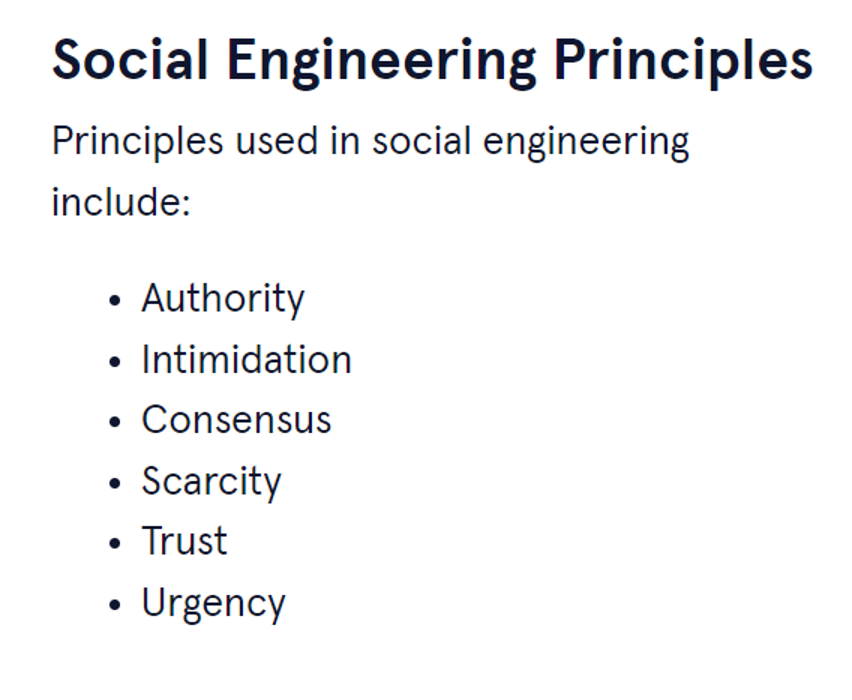 Social Engineering Principles
Principles used in social engineering
include:
• Authority
• Intimidation
• Consensus
• Scarcity
• Trust
• Urgency